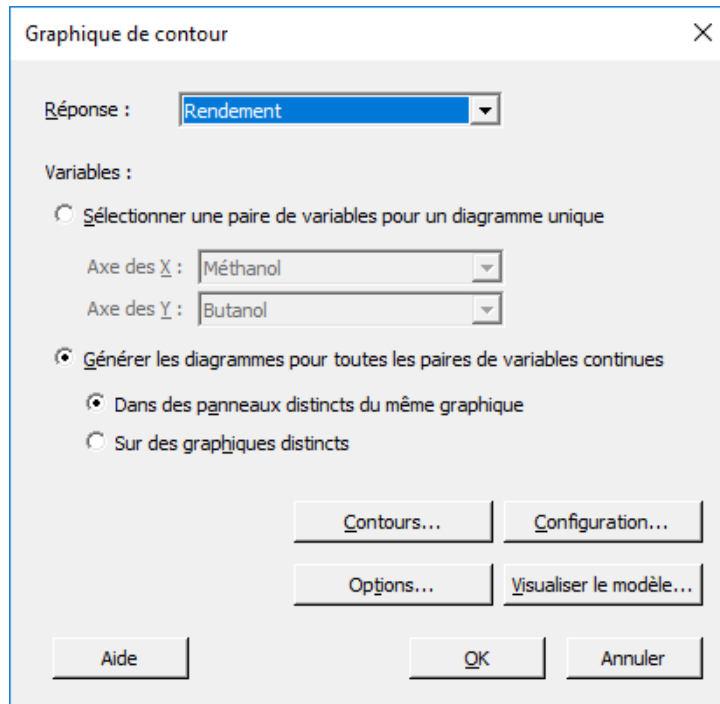 Graphique de contour
Réponse : Rendement
Variables :
Sélectionner une paire de variables pour un diagramme unique
Axe des X : Méthanol
Axe des Y : Butanol
Générer les diagrammes pour toutes les paires de variables continues
Dans des panneaux distincts du même graphique
Sur des graphiques distincts
Contours... Configuration...
Options... Visualiser le modèle...
Aide OK Annuler